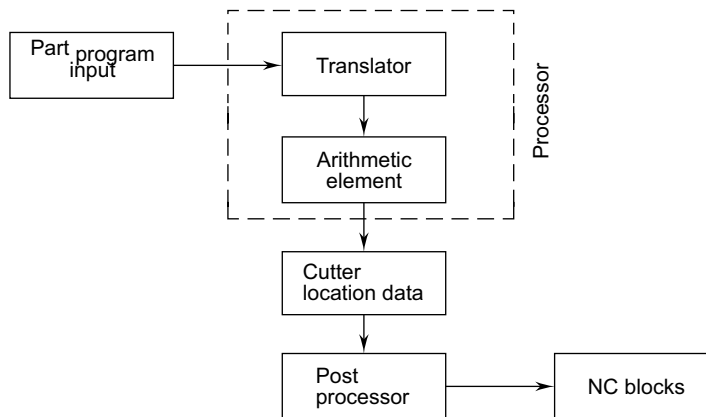 Part program
input
Translator
Processor
Arithmetic
element
Cutter
location data
Post
processor
NC blocks